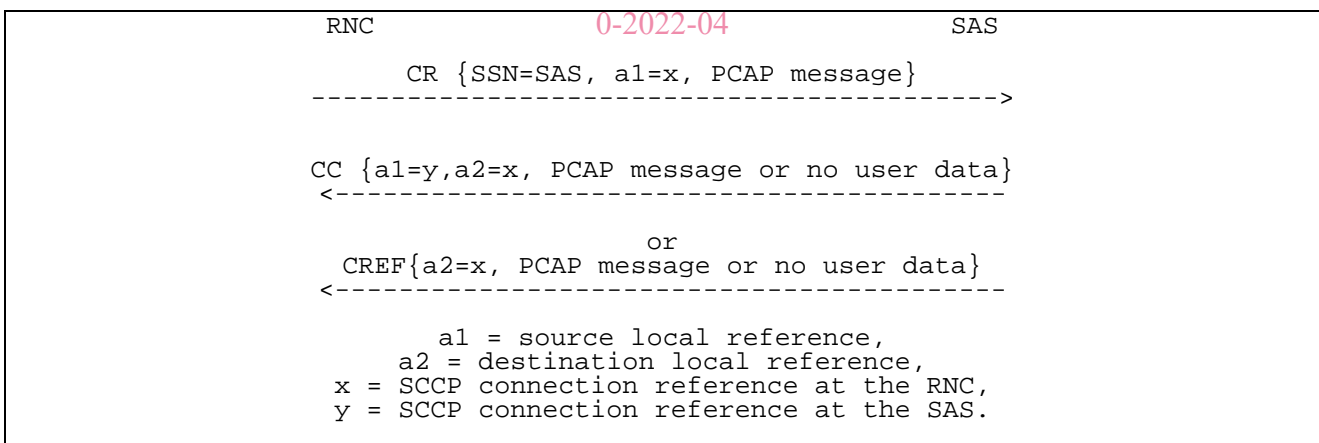 RNC 0-2022-04 SAS
CR {SSN=SAS, a1=x, PCAP message}
------------------------------------------->
CC {a1=y,a2=x, PCAP message or no user data}
<------------------------------------------
or
CREF{a2=x, PCAP message or no user data}
<------------------------------------------
a1 = source local reference,
a2 = destination local reference,
x = SCCP connection reference at the RNC,
y = SCCP connection reference at the SAS.